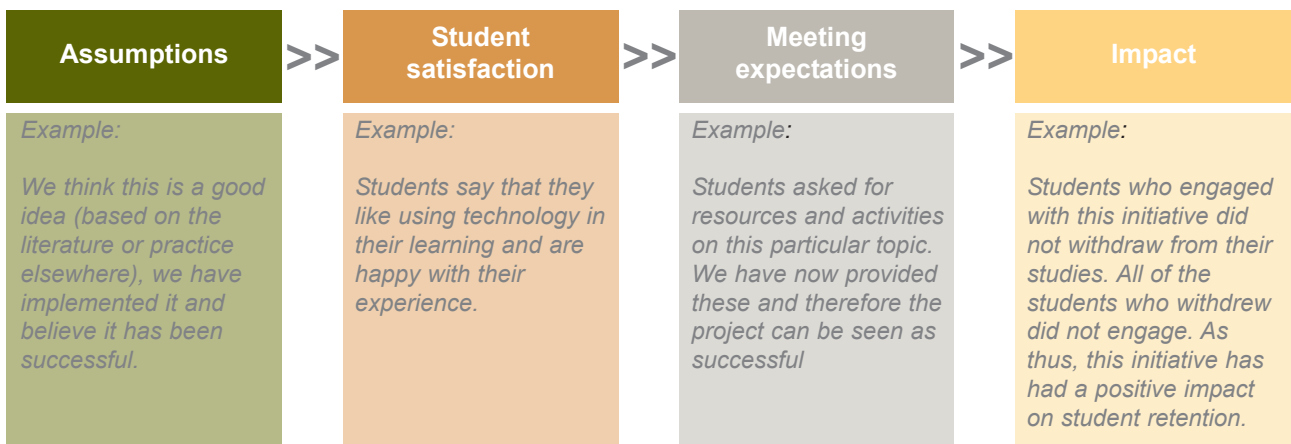 Assumptions
>>
Student
satisfaction
>>
Meeting
expectations
>>
Impact
Example:
We think this is a good
idea (based on the
literature or practice
elsewhere), we have
implemented it and
believe it has been
successful.
Example:
Students say that they
like using technology in
their learning and are
happy with their
experience.
Example:
Students asked for
resources and activities
on this particular topic.
We have now provided
these and therefore the
project can be seen as
successful
Example:
Students who engaged
with this initiative did
not withdraw from their
studies. All of the
students who withdrew
did not engage. As
thus, this initiative has
had a positive impact
on student retention.